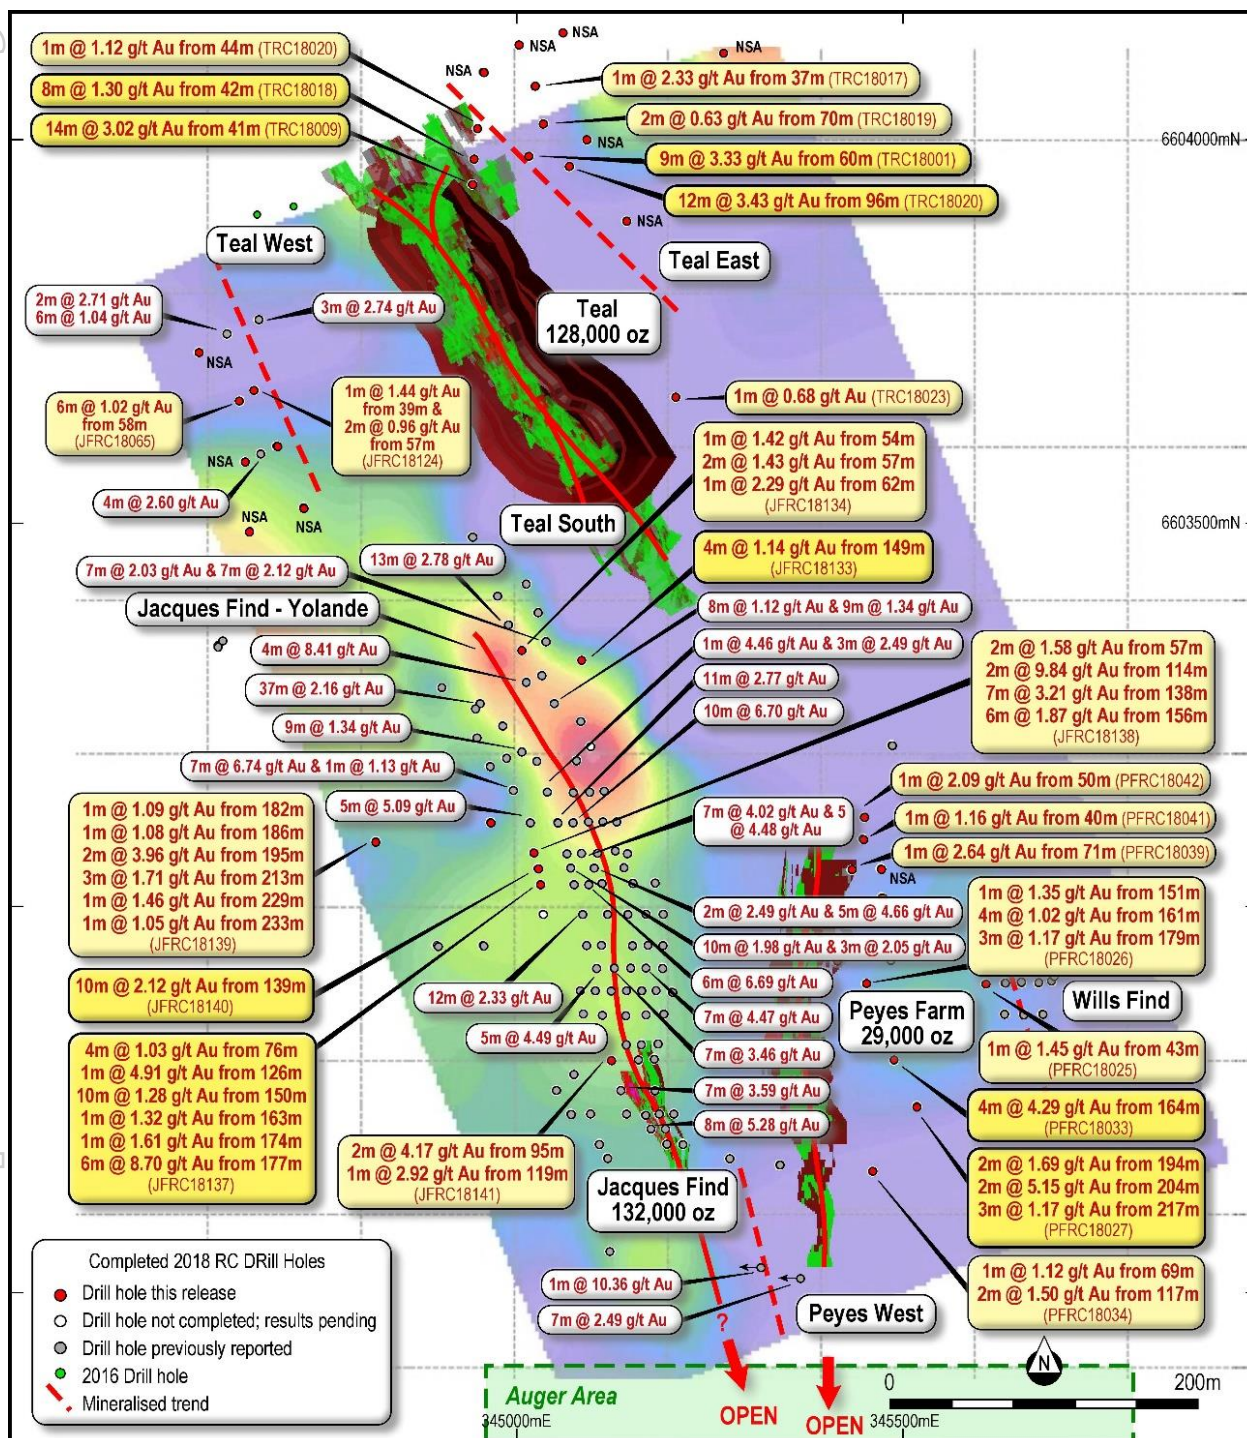 1m @ 1.12 g/t Au from 44m (TRC18020)
8m @ 1.30 g/t Au from 42m (TRC18018)
14m @ 3.02 g/t Au from 41m (TRC18009)
NSA
NSA
NSA
NSA
1m @ 2.33 g/t Au from 37m (TRC18017)
2m @ 0.63 g/t Au from 70m (TRC18019)
NSA
6604000mN
9m @ 3.33 g/t Au from 60m (TRC18001)
12m @ 3.43 g/t Au from 96m (TRC18020)
NSA
Teal West
Teal East
2m @ 2.71 g/t Au
6m @ 1.04 g/t Au
3m @ 2.74 g/t Au
Teal
128,000 oz
NSA
6m @ 1.02 g/t Au
from 58m
(JFRC18065)
1m @ 1.44 g/t Au
from 39m &
2m @ 0.96 g/t Au
from 57m
(JFRC18124)
1m @ 0.68 g/t Au (TRC18023)
1m @ 1.42 g/t Au from 54m
2m @ 1.43 g/t Au from 57m
1m @ 2.29 g/t Au from 62m
(JFRC18134)
NSA
4m @ 2.60 g/t Au
NSA
NSA
Teal South
6603500mN
4m @ 1.14 g/t Au from 149m
(JFRC18133)
13m @ 2.78 g/t Au
7m @ 2.03 g/t Au & 7m @ 2.12 g/t Au
Jacques Find - Yolande
8m @ 1.12 g/t Au & 9m @ 1.34 g/t Au
1m @ 4.46 g/t Au & 3m @ 2.49 g/t Au
4m @ 8.41 g/t Au
11m @ 2.77 g/t Au
37m @ 2.16 g/t Au
10m @ 6.70 g/t Au
9m @ 1.34 g/t Au
2m @ 1.58 g/t Au from 57m
2m @ 9.84 g/t Au from 114m
7m @ 3.21 g/t Au from 138m
6m @ 1.87 g/t Au from 156m
(JFRC18138)
7m @ 6.74 g/t Au & 1m @ 1.13 g/t Au
5m @ 5.09 g/t Au
7m @ 4.02 g/t Au & 5
@ 4.48 g/t Au
1m @ 2.09 g/t Au from 50m (PFRC18042)
1m @ 1.16 g/t Au from 40m (PFRC18041)
1m @ 2.64 g/t Au from 71m (PFRC18039)
NSA
1m @ 1.09 g/t Au from 182m
1m @ 1.08 g/t Au from 186m
2m @ 3.96 g/t Au from 195m
3m @ 1.71 g/t Au from 213m
1m @ 1.46 g/t Au from 229m
1m @ 1.05 g/t Au from 233m
(JFRC18139)
1m @ 1.35 g/t Au from 151m
4m @ 1.02 g/t Au from 161m
3m @ 1.17 g/t Au from 179m
(PFRC18026)
2m @ 2.49 g/t Au & 5m @ 4.66 g/t Au
10m @ 1.98 g/t Au & 3m @ 2.05 g/t Au
10m @ 2.12 g/t Au from 139m
(JFRC18140)
12m @ 2.33 g/t Au
6m @ 6.69 g/t Au
7m @ 4.47 g/t Au
Peyes Farm
29,000 oz
Wills Find
5m @ 4.49 g/t Au
7m @ 3.46 g/t Au
1m @ 1.45 g/t Au from 43m
(PFRC18025)
4m @ 1.03 g/t Au from 76m
1m @ 4.91 g/t Au from 126m
10m @ 1.28 g/t Au from 150m
1m @ 1.32 g/t Au from 163m
1m @ 1.61 g/t Au from 174m
6m @ 8.70 g/t Au from 177m
(JFRC18137)
7m @ 3.59 g/t Au
8m @ 5.28 g/t Au
4m @ 4.29 g/t Au from 164m
(PFRC18033)
2m @ 4.17 g/t Au from 95m
1m @ 2.92 g/t Au from 119m
(JFRC18141)
2m @ 1.69 g/t Au from 194m
2m @ 5.15 g/t Au from 204m
3m @ 1.17 g/t Au from 217m
(PFRC18027)
Jacques Find
132,000 oz
1m @ 10.36 g/t Au
7m @ 2.49 g/t Au
?
Peyes West
1m @ 1.12 g/t Au from 69m
2m @ 1.50 g/t Au from 117m
(PFRC18034)
Completed 2018 RC DRill Holes
Drill hole this release
Drill hole not completed; results pending
Drill hole previously reported
2016 Drill hole
Mineralised trend
N
0
200m
Auger Area
OPEN
OPEN
345000mE
345500mE